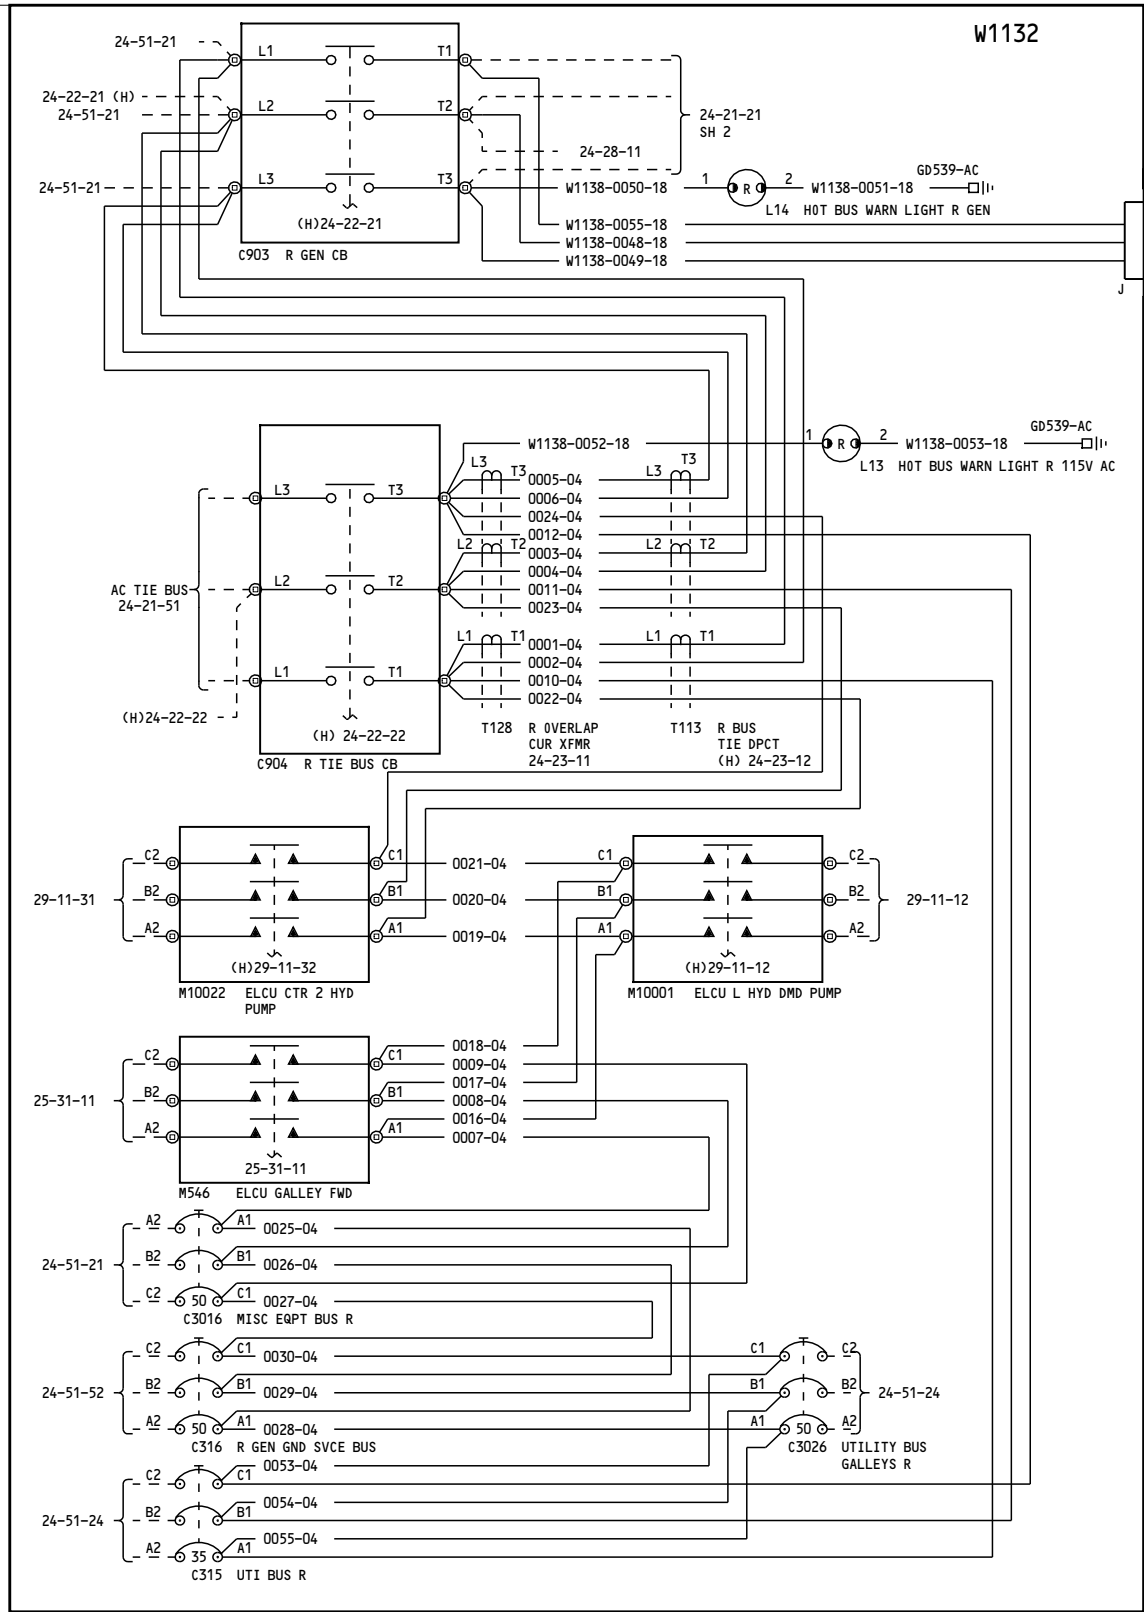 W1132
24-51-21
24-22-21 (H)
24-51-21
24-51-21
L1
T1
L2
T2
L3
T3
(H)24-22-21
C903 R GEN CB
24-21-21
SH 2
24-28-11
W1138-0050-18
1
R
2
W1138-0051-18
GD539-AC
L14 HOT BUS WARN LIGHT R GEN
W1138-0055-18
W1138-0048-18
W1138-0049-18
J
W1138-0052-18
1
R
2
W1138-0053-18
GD539-AC
L13 HOT BUS WARN LIGHT R 115V AC
AC TIE BUS
24-21-51
(H)24-22-22
L3
T3
L2
T2
L1
T1
(H) 24-22-22
C904 R TIE BUS CB
L3
T3
0005-04
L3
T3
0006-04
0024-04
0012-04
L2
T2
0003-04
L2
T2
0004-04
0011-04
0023-04
L1
T1
0001-04
L1
T1
0002-04
0010-04
0022-04
T128 R OVERLAP
CUR XFMR
24-23-11
T113 R BUS
TIE DPCT
(H) 24-23-12
29-11-31
C2
C1
B2
B1
A2
A1
(H)29-11-32
M10022 ELCU CTR 2 HYD
PUMP
0021-04
0020-04
0019-04
C1
C2
B1
B2
A1
A2
(H)29-11-12
M10001 ELCU L HYD DMD PUMP
29-11-12
25-31-11
C2
C1
B2
B1
A2
A1
25-31-11
M546 ELCU GALLEY FWD
0018-04
0009-04
0017-04
0008-04
0016-04
0007-04
24-51-21
A2
A1
0025-04
B2
B1
0026-04
C2
50
C1
0027-04
C3016 MISC EQPT BUS R
24-51-52
C2
C1
0030-04
B2
B1
0029-04
A2
50
A1
0028-04
C316 R GEN GND SVCE BUS
C1
C2
B1
B2
A1
50
A2
24-51-24
C3026 UTILITY BUS
GALLEYS R
24-51-24
C2
C1
0053-04
B2
B1
0054-04
A2
35
A1
0055-04
C315 UTI BUS R